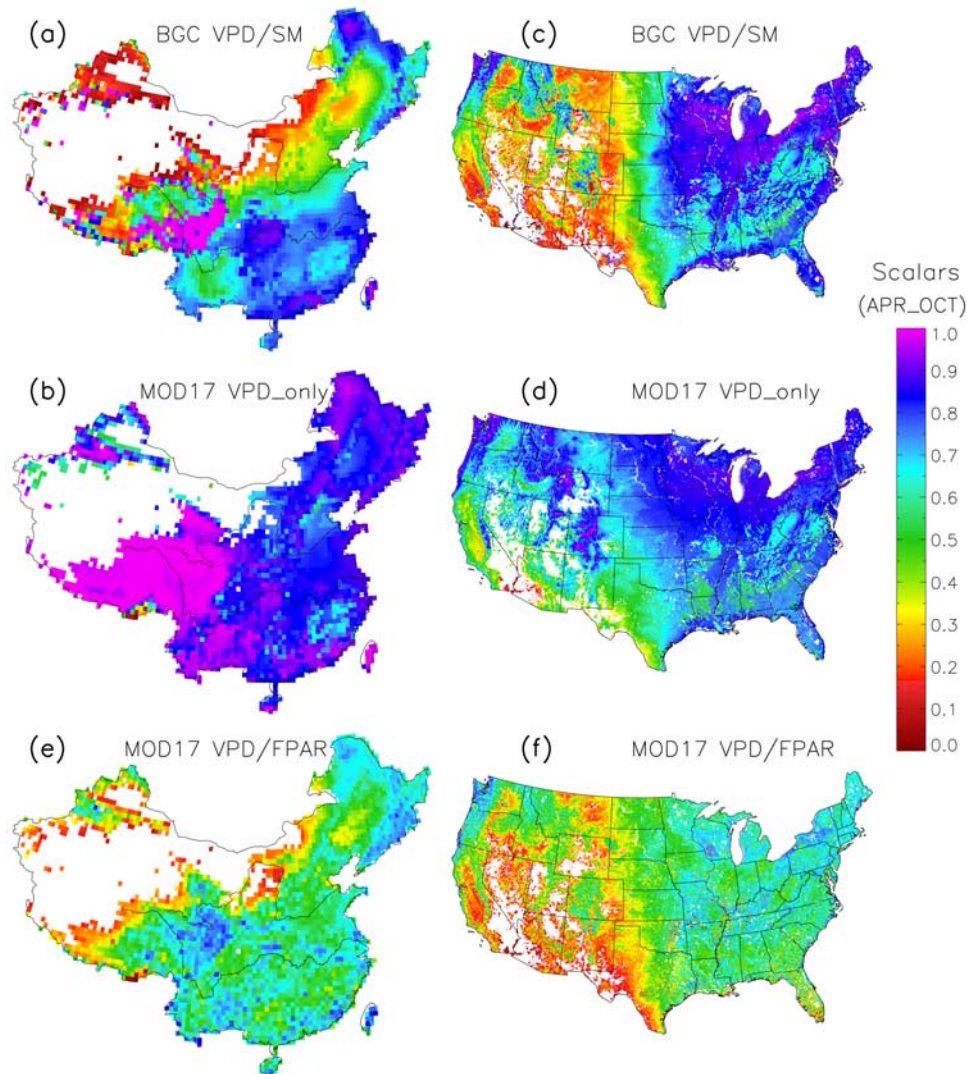 (a) BGC VPD/SM
(c) BGC VPD/SM
(b) MOD17 VPD_only
(d) MOD17 VPD_only
(e) MOD17 VPD/FPAR
(f) MOD17 VPD/FPAR
Scalars
(APR_OCT)
1.0
0.9
0.8
0.7
0.6
0.5
0.4
0.3
0.2
0.1
0.0